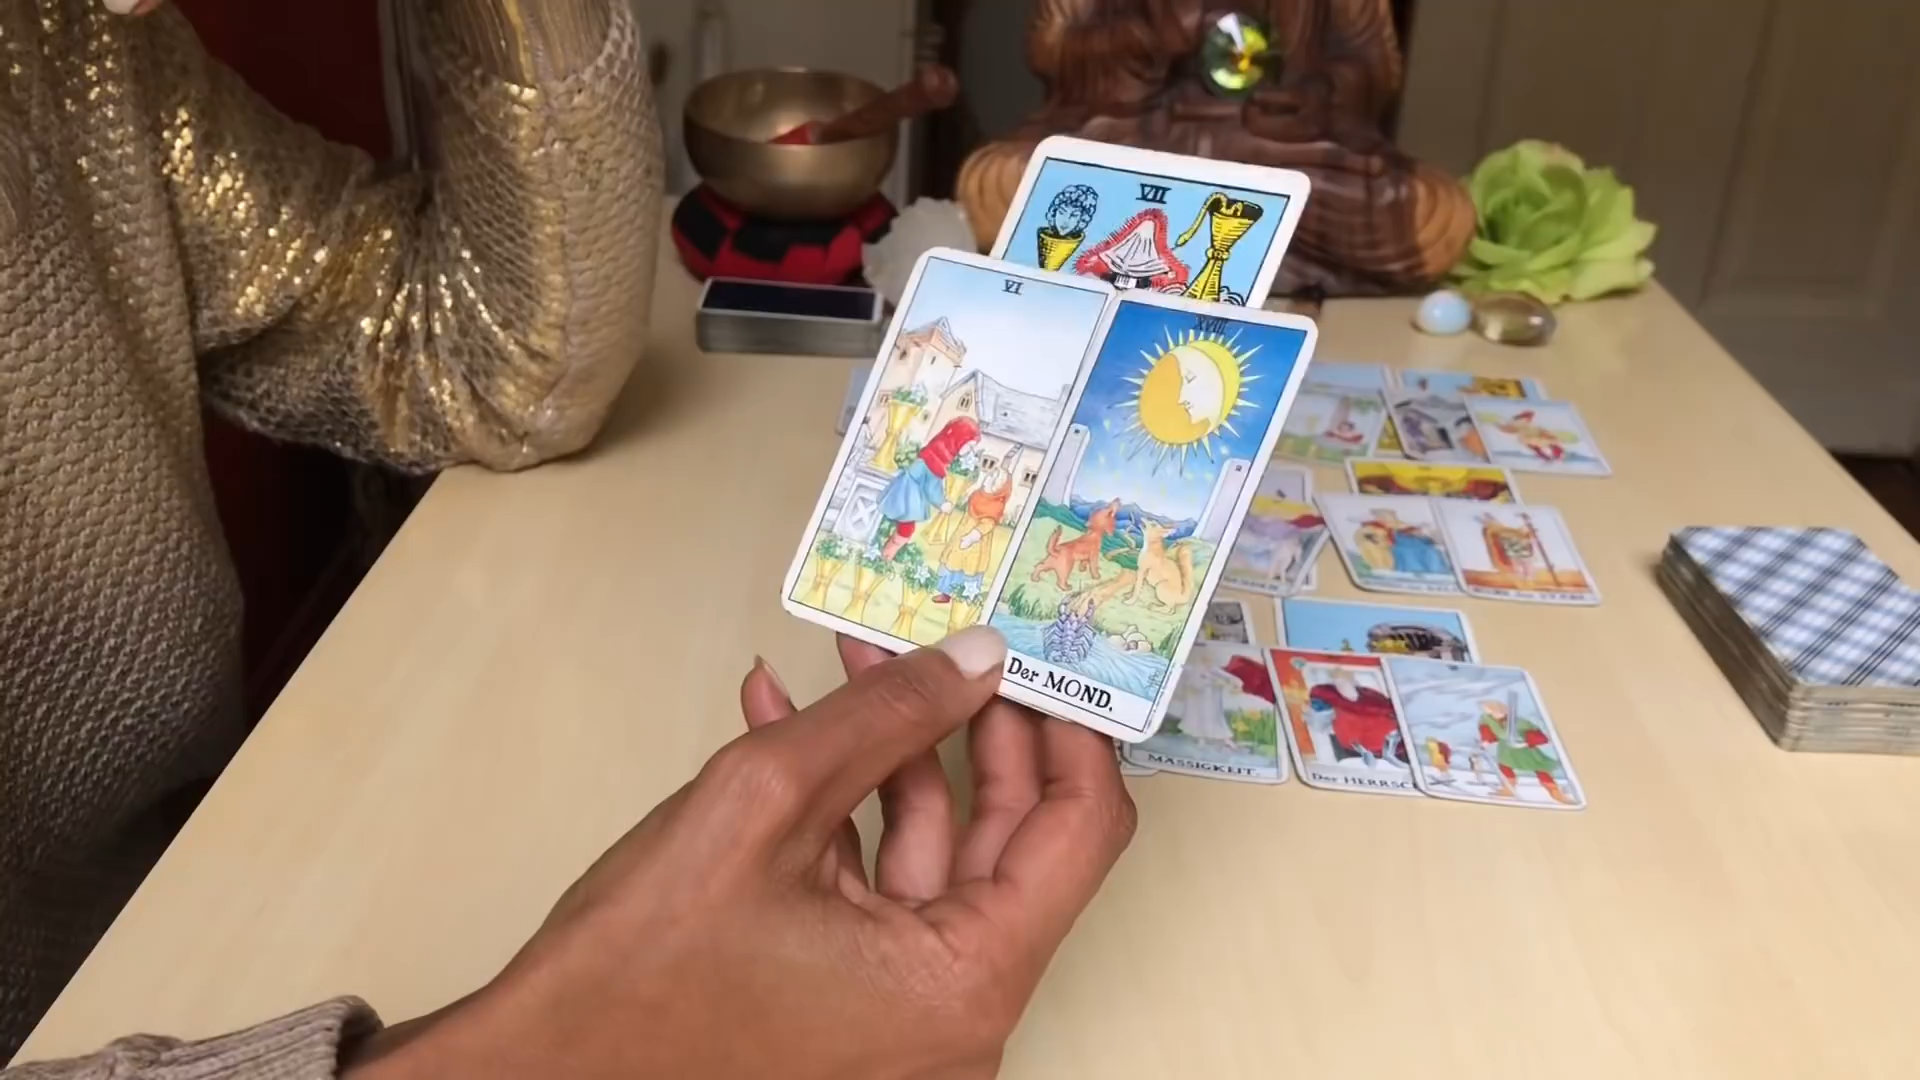 VII
VI
XVIII
Der MOND.
MÄSSIGKEIT.
Der HERRSC